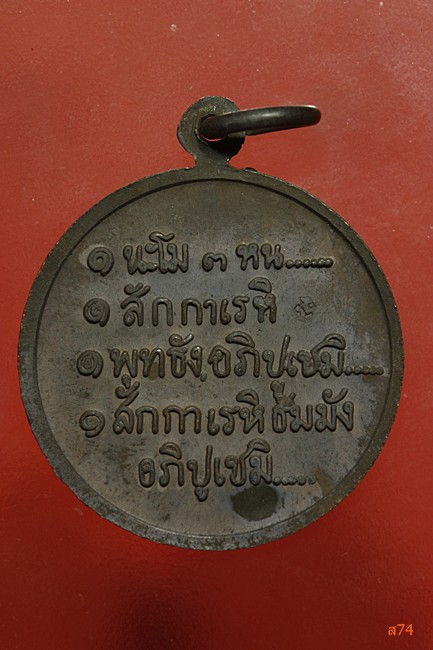 ๑ นะโม ๓ หน......
๑ สักกาเรหิ
๑ พุทธัง อภิปูเชมิ.....
๑ สักกาเรหิ ธัมมัง
อภิปูเชมิ.....
ส74